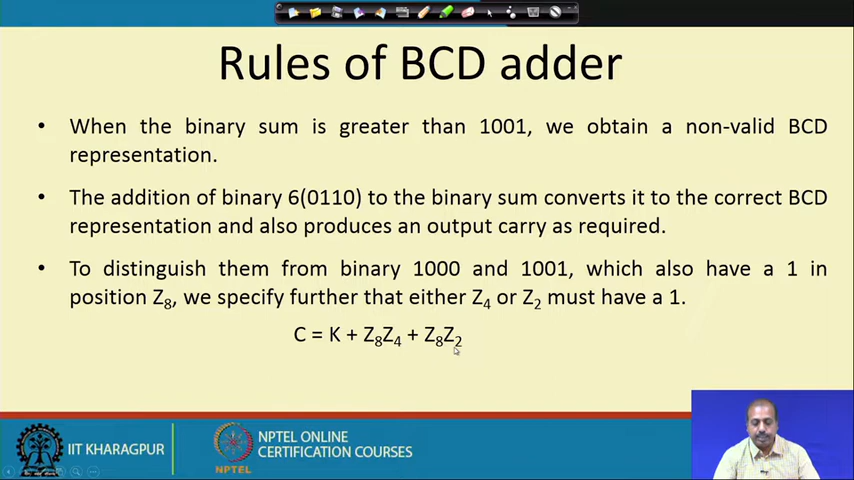 Rules of BCD adder
• When the binary sum is greater than 1001, we obtain a non-valid BCD
representation.
• The addition of binary 6(0110) to the binary sum converts it to the correct BCD
representation and also produces an output carry as required.
• To distinguish them from binary 1000 and 1001, which also have a 1 in
position Z₈, we specify further that either Z₄ or Z₂ must have a 1.
C = K + Z₈Z₄ + Z₈Z₂
IIT KHARAGPUR
NPTEL
NPTEL ONLINE
CERTIFICATION COURSES